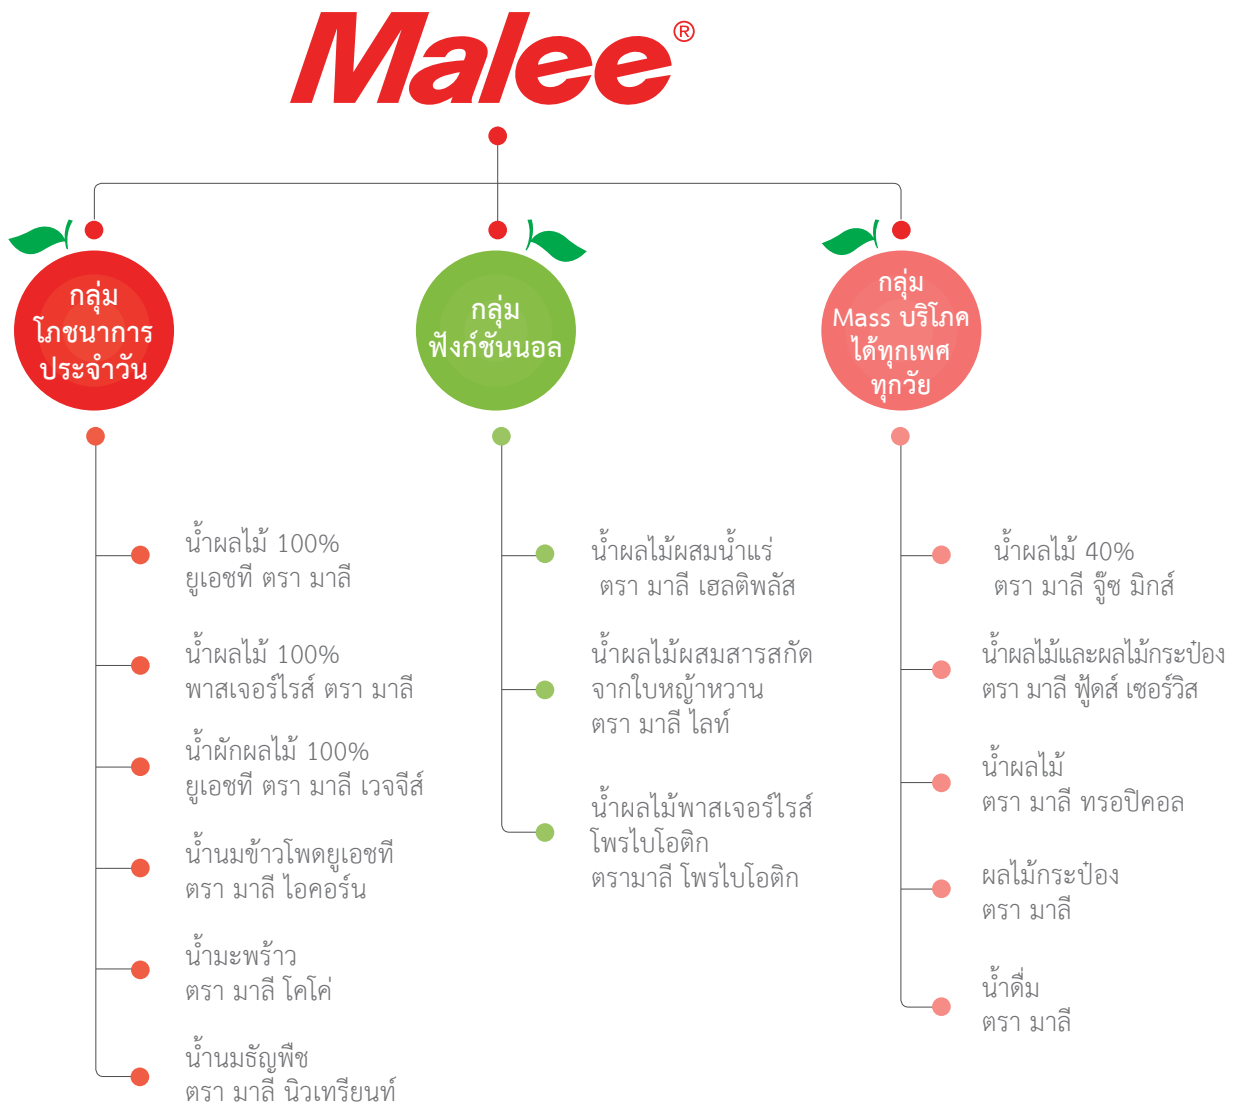 Malee®
กลุ่ม
โภชนาการ
ประจำวัน
น้ำผลไม้ 100%
ยูเอชที ตรา มาลี
น้ำผลไม้ 100%
พาสเจอร์ไรส์ ตรา มาลี
น้ำผักผลไม้ 100%
ยูเอชที ตรา มาลี เวจจีส์
น้ำนมข้าวโพดยูเอชที
ตรา มาลี ไอคอร์น
น้ำมะพร้าว
ตรา มาลี โคโค่
น้ำนมธัญพืช
ตรา มาลี นิวเทรียนท์
กลุ่ม
ฟังก์ชันนอล
น้ำผลไม้ผสมน้ำแร่
ตรา มาลี เฮลติพลัส
น้ำผลไม้ผสมสารสกัด
จากใบหญ้าหวาน
ตรา มาลี ไลท์
น้ำผลไม้พาสเจอร์ไรส์
โพรไบโอติก
ตรามาลี โพรไบโอติก
กลุ่ม
Mass บริโภค
ได้ทุกเพศ
ทุกวัย
น้ำผลไม้ 40%
ตรา มาลี จู๊ซ มิกส์
น้ำผลไม้และผลไม้กระป๋อง
ตรา มาลี ฟู้ดส์ เซอร์วิส
น้ำผลไม้
ตรา มาลี ทรอปิคอล
ผลไม้กระป๋อง
ตรา มาลี
น้ำดื่ม
ตรา มาลี